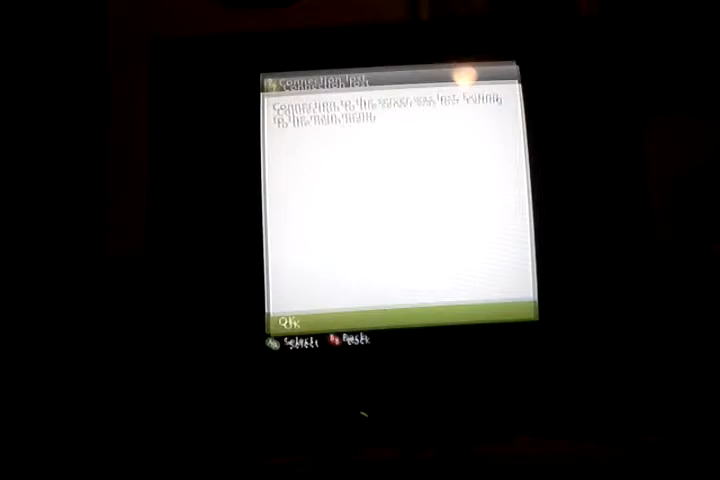 Connection lost
Connection to the server was lost. Exiting
to the main menu.
OK
A Select B Back